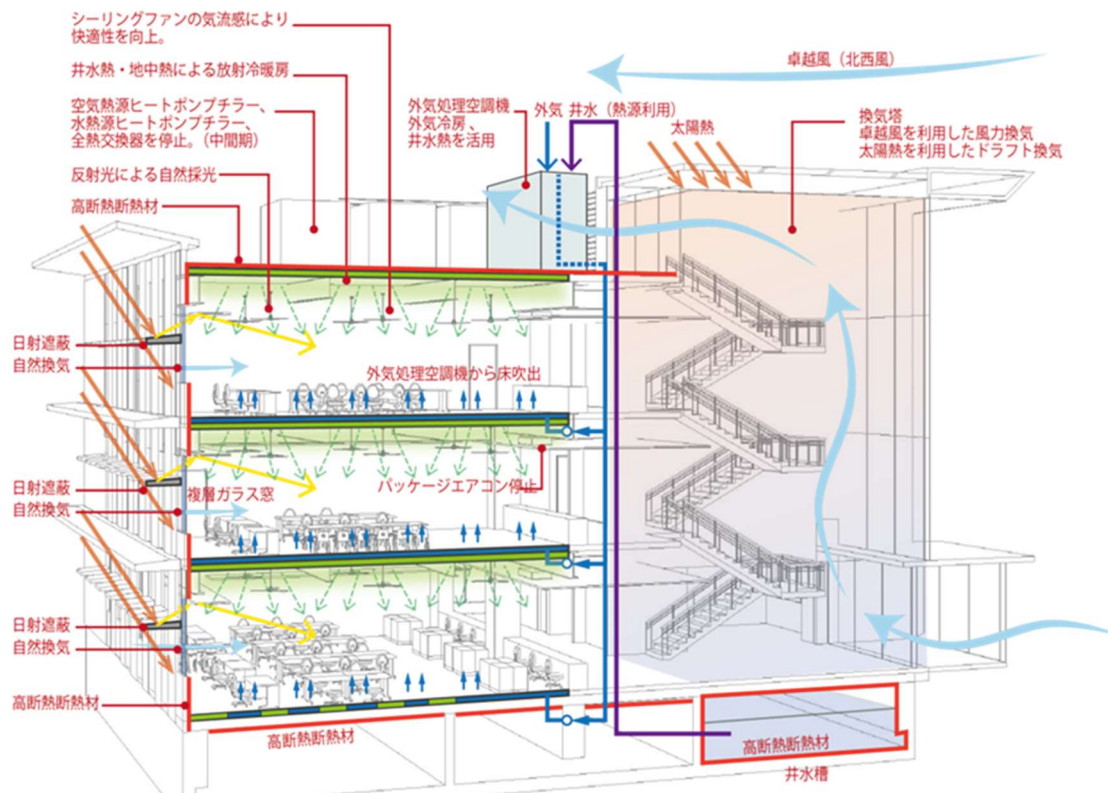 シーリングファンの気流感により
快適性を向上。
井水熱・地中熱による放射冷暖房
空気熱源ヒートポンプチラー、
水熱源ヒートポンプチラー、
全熱交換器を停止。（中間期）
反射光による自然採光
高断熱断熱材
外気処理空調機
外気冷房、
井水熱を活用
外気 井水（熱源利用）
太陽熱
卓越風（北西風）
換気塔
卓越風を利用した風力換気
太陽熱を利用したドラフト換気
日射遮蔽
自然換気
外気処理空調機から床吹出
日射遮蔽
自然換気
複層ガラス窓
パッケージエアコン停止
日射遮蔽
自然換気
高断熱断熱材
高断熱断熱材
高断熱断熱材
井水槽